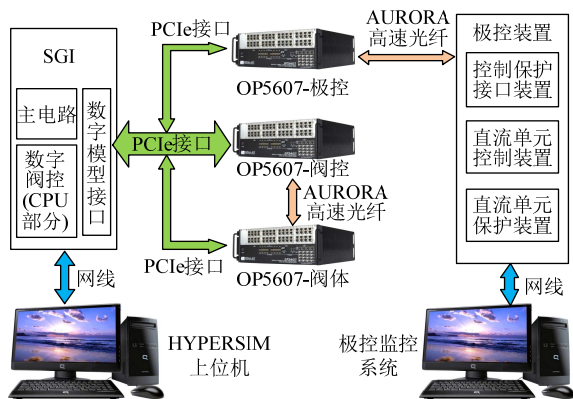 SGI
主电路
数字
阀控
(CPU
部分)
数字模型接口
PCIe接口
PCIe接口
PCIe接口
OP5607-极控
OP5607-阀控
AURORA
高速光纤
OP5607-阀体
AURORA
高速光纤
极控装置
控制保护
接口装置
直流单元
控制装置
直流单元
保护装置
网线
网线
HYPERSIM
上位机
极控监控
系统